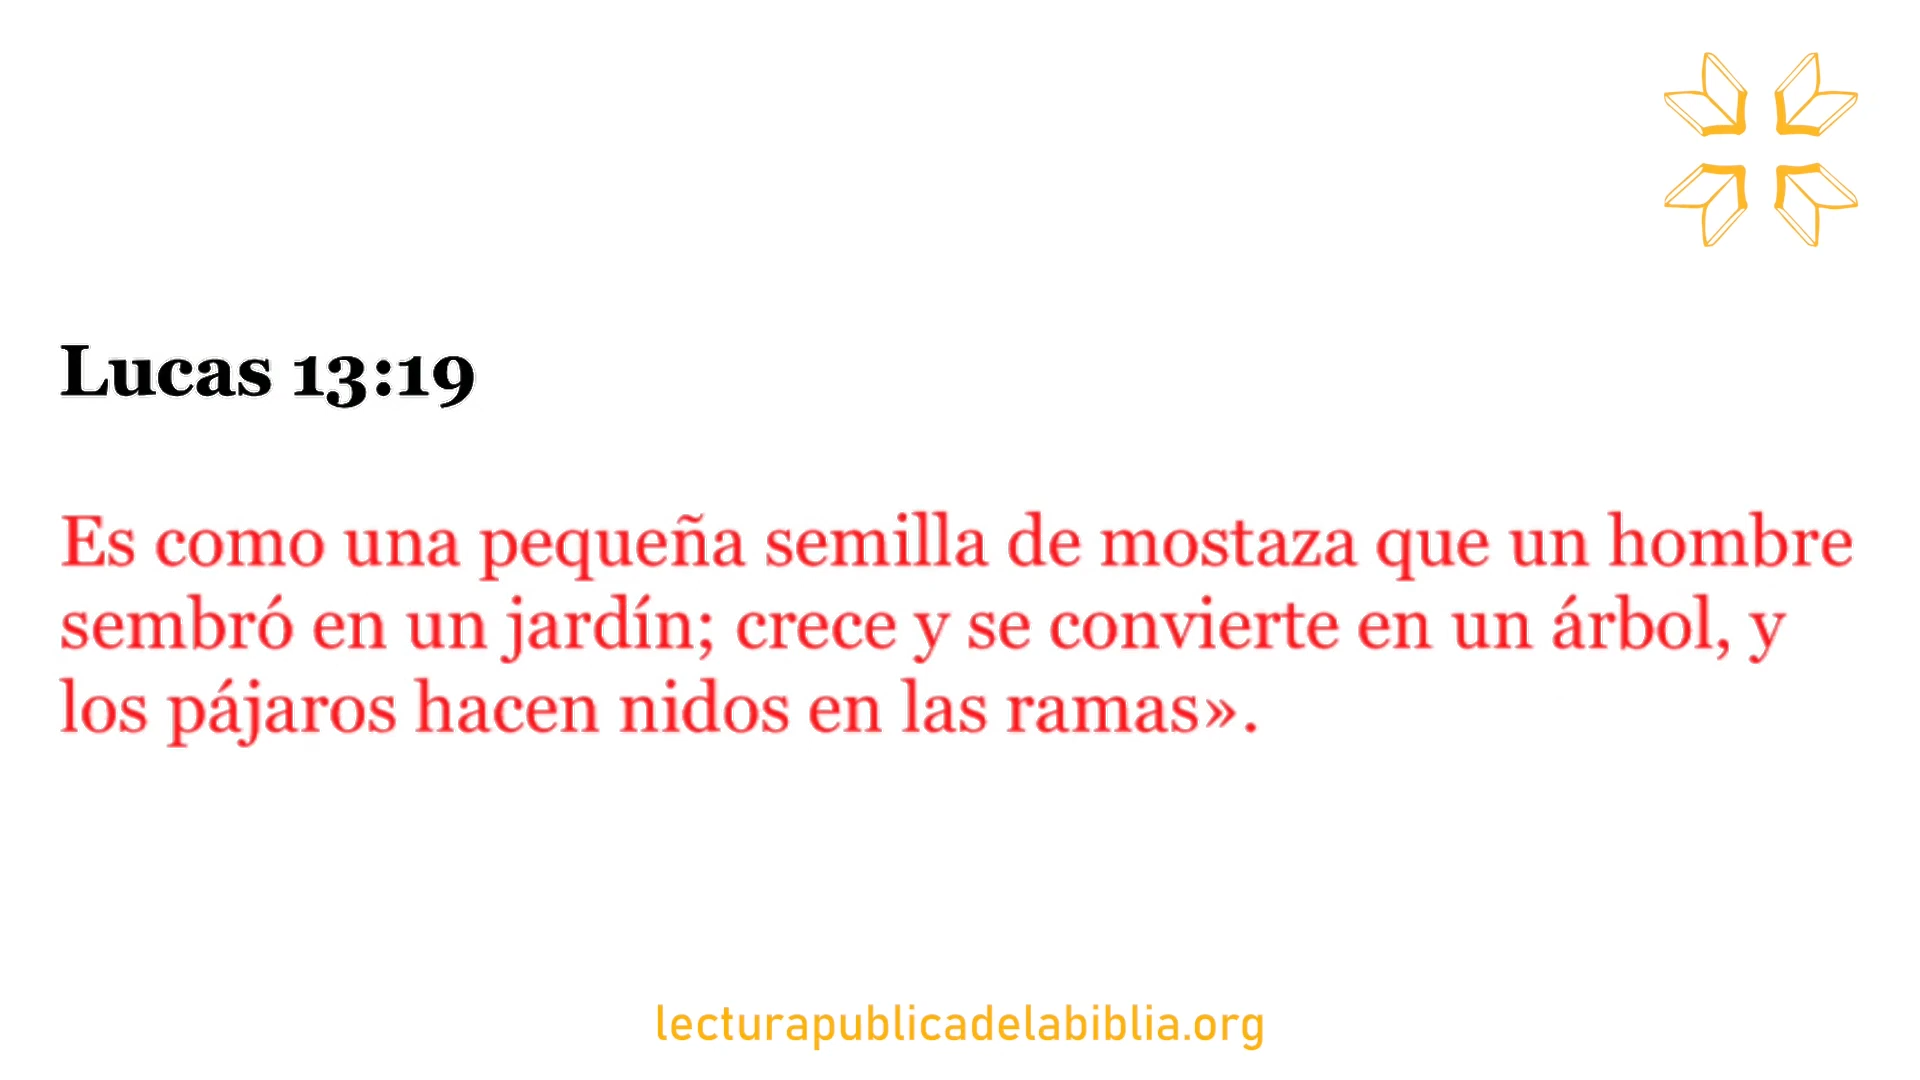 Lucas 13:19
Es como una pequeña semilla de mostaza que un hombre
sembró en un jardín; crece y se convierte en un árbol, y
los pájaros hacen nidos en las ramas».
lecturapublicadelabiblia.org